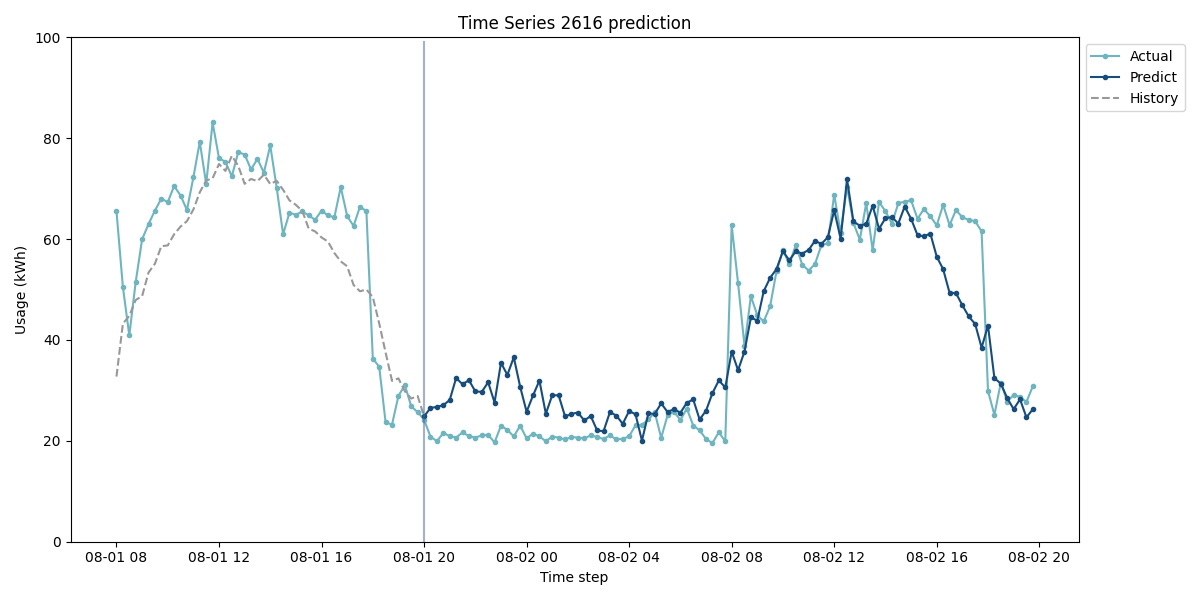 Time Series 2616 prediction
100
80
60
40
20
0
Usage (kWh)
08-01 08
08-01 12
08-01 16
08-01 20
08-02 00
08-02 04
08-02 08
08-02 12
08-02 16
08-02 20
Time step
Actual
Predict
History